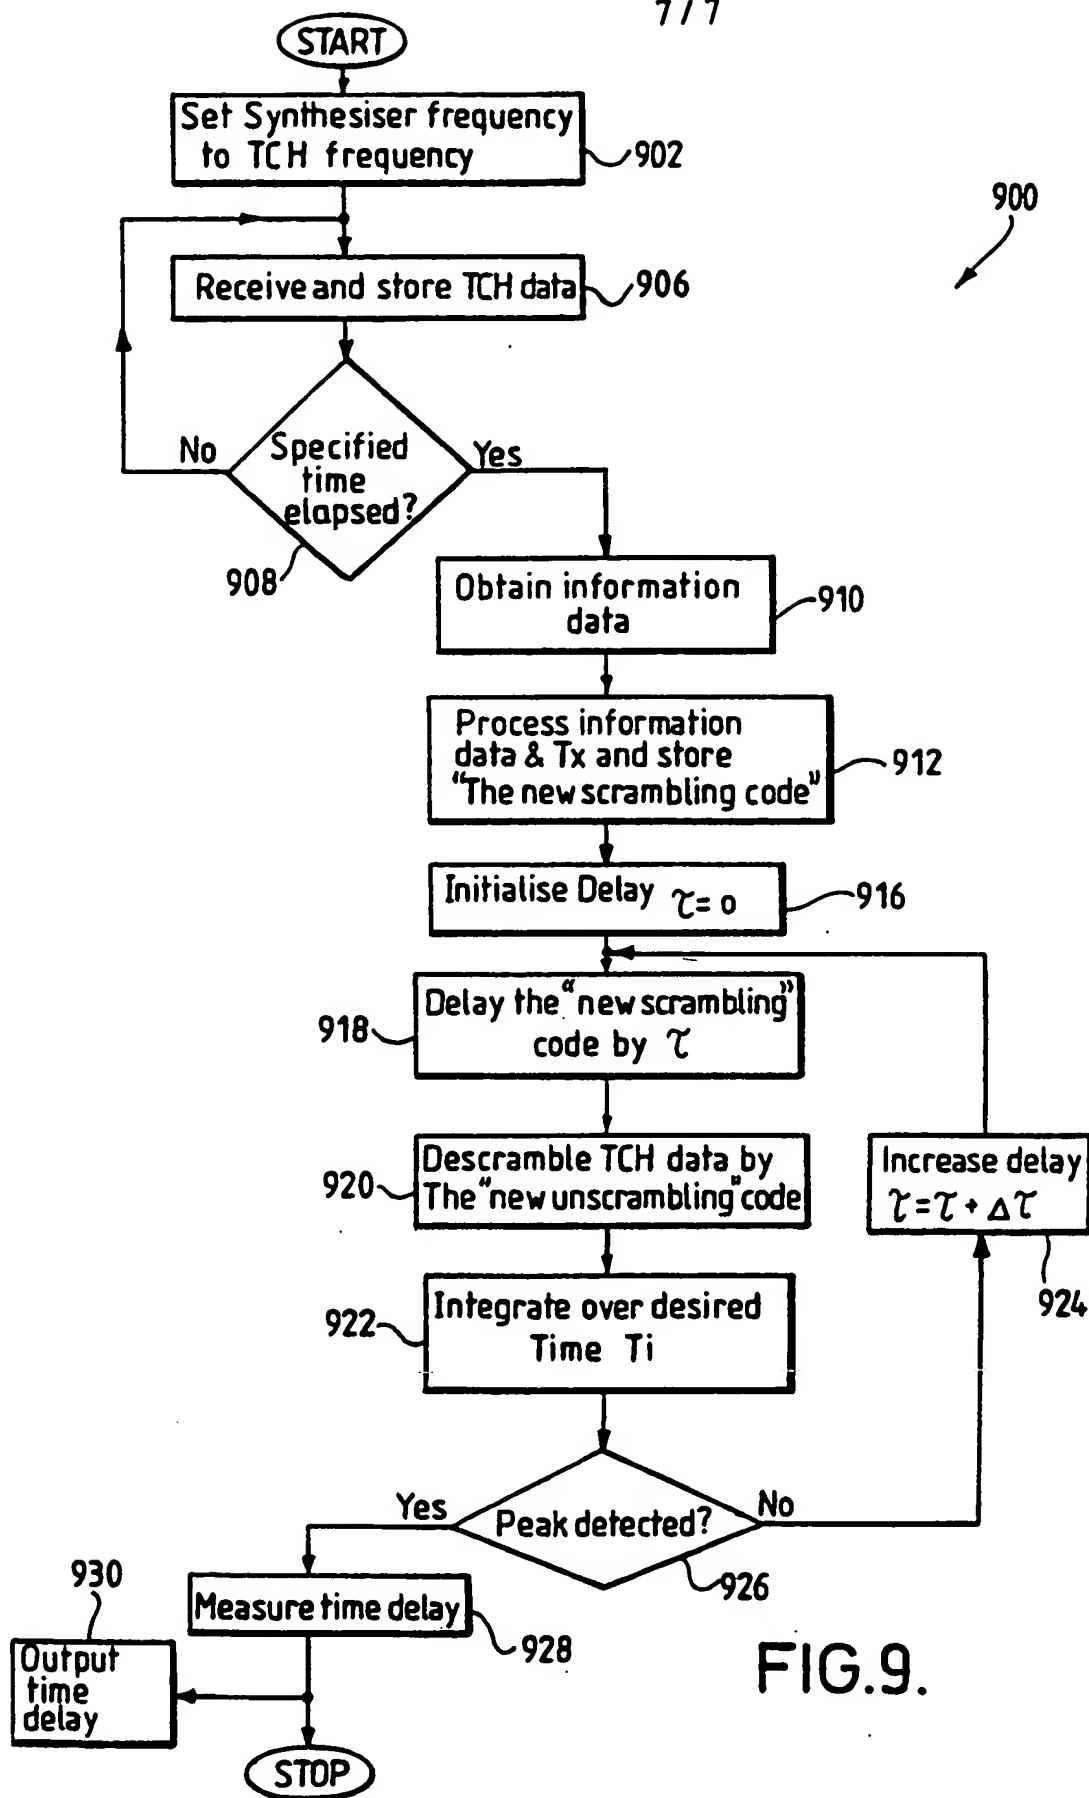 7/7
START
Set Synthesiser frequency
to TCH frequency
902
900
Receive and store TCH data
906
No
Specified
time
elapsed?
Yes
908
Obtain information
data
910
Process information
data & Tx and store
"The new scrambling code"
912
Initialise Delay τ= o
916
Delay the "new scrambling"
code by τ
918
Descramble TCH data by
The "new unscrambling" code
920
Increase delay
τ=τ+ Δτ
924
Integrate over desired
Time Ti
922
Yes
Peak detected?
No
926
930
Measure time delay
928
Output
time
delay
STOP
FIG.9.